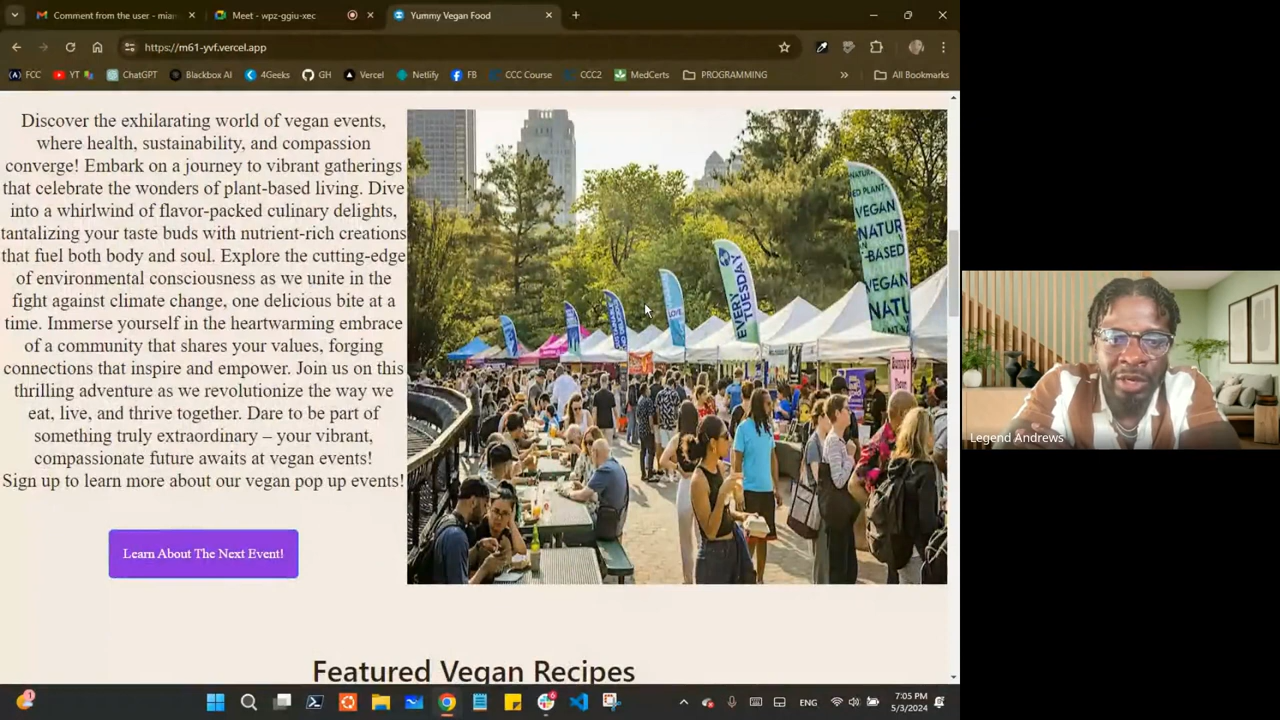 Comment from the user - miam
Meet - wpz-ggiu-xec
Yummy Vegan Food
https://m61-yvf.vercel.app
FCC
YT
ChatGPT
Blackbox AI
4Geeks
GH
Vercel
Netlify
FB
CCC Course
CCC2
MedCerts
PROGRAMMING
All Bookmarks
Discover the exhilarating world of vegan events,
where health, sustainability, and compassion
converge! Embark on a journey to vibrant gatherings
that celebrate the wonders of plant-based living. Dive
into a whirlwind of flavor-packed culinary delights,
tantalizing your taste buds with nutrient-rich creations
that fuel both body and soul. Explore the cutting-edge
of environmental consciousness as we unite in the
fight against climate change, one delicious bite at a
time. Immerse yourself in the heartwarming embrace
of a community that shares your values, forging
connections that inspire and empower. Join us on this
thrilling adventure as we revolutionize the way we
eat, live, and thrive together. Dare to be part of
something truly extraordinary – your vibrant,
compassionate future awaits at vegan events!
Sign up to learn more about our vegan pop up events!
Learn About The Next Event!
EVERY
TUESDAY
LOVE
NATURA
ED PLANT-
VEGAN
NATUR
-BASED
VEGAN
NATU
Featured Vegan Recipes
Legend Andrews
1
6
ENG
7:05 PM
5/3/2024